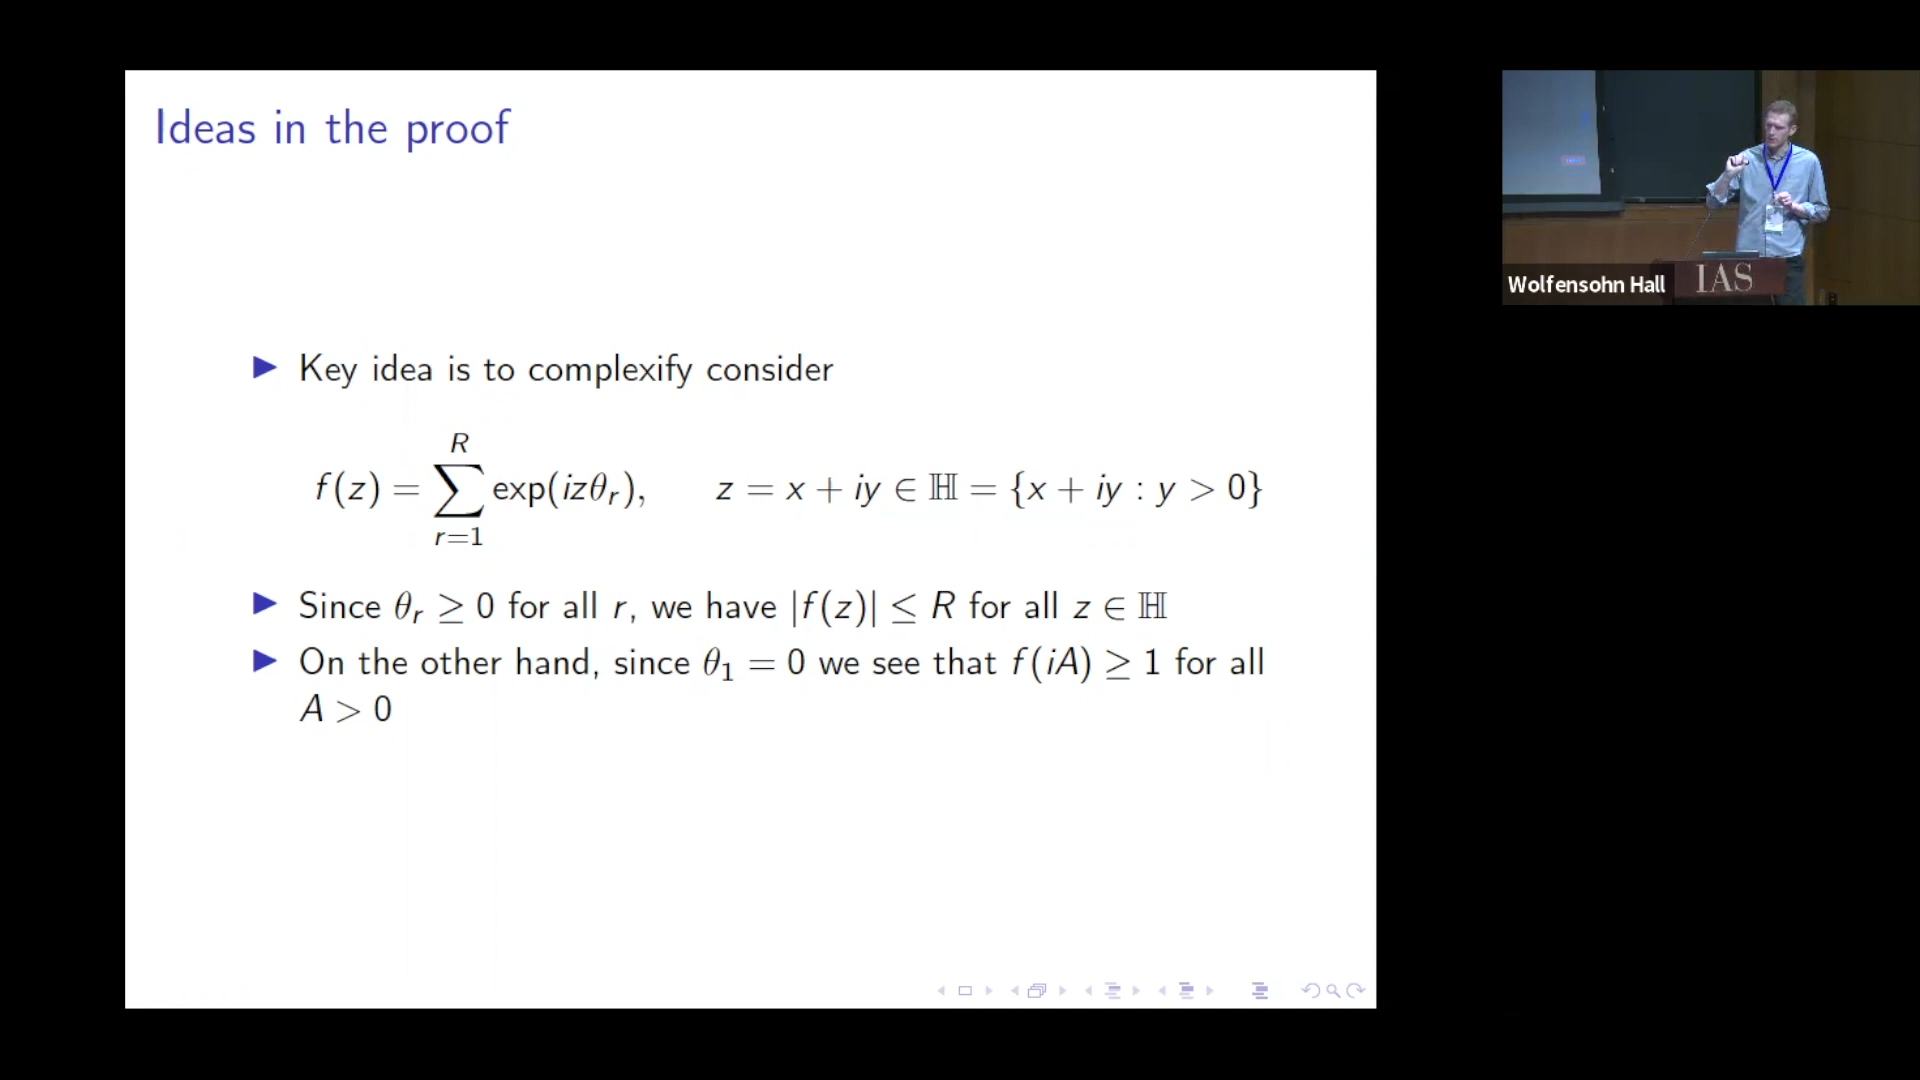 Ideas in the proof
▶ Key idea is to complexify consider
f(z) = ∑_{r=1}^{R} exp(izθ_r), z = x + iy ∈ ℍ = {x + iy : y > 0}
▶ Since θ_r ≥ 0 for all r, we have |f(z)| ≤ R for all z ∈ ℍ
▶ On the other hand, since θ_1 = 0 we see that f(iA) ≥ 1 for all
A > 0
Wolfensohn Hall
IAS